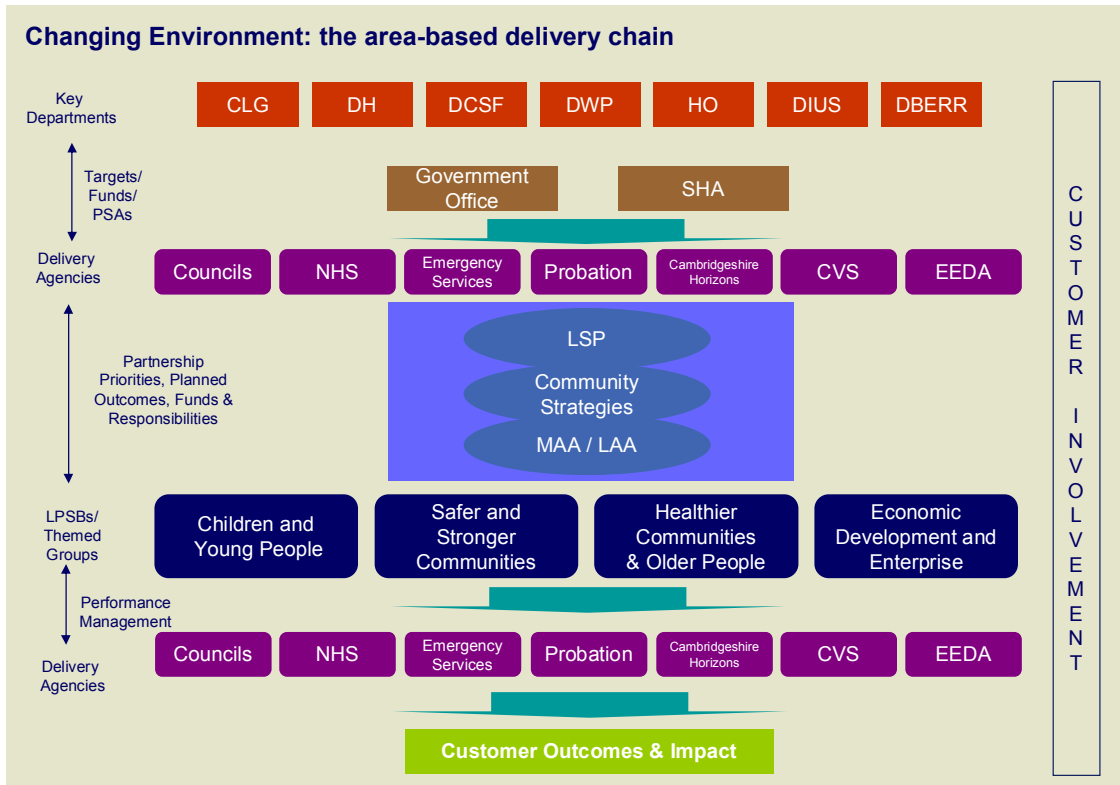 Changing Environment: the area-based delivery chain
Key
Departments
CLG
DH
DCSF
DWP
HO
DIUS
DBERR
Targets/
Funds/
PSAs
Government
Office
SHA
Delivery
Agencies
Councils
NHS
Emergency
Services
Probation
Cambridgeshire
Horizons
CVS
EEDA
Partnership
Priorities, Planned
Outcomes, Funds &
Responsibilities
LSP
Community
Strategies
MAA / LAA
LPSBs/
Themed
Groups
Children and
Young People
Safer and
Stronger
Communities
Healthier
Communities
& Older People
Economic
Development and
Enterprise
Performance
Management
Delivery
Agencies
Councils
NHS
Emergency
Services
Probation
Cambridgeshire
Horizons
CVS
EEDA
Customer Outcomes & Impact
CUSTOMER INVOLVEMENT